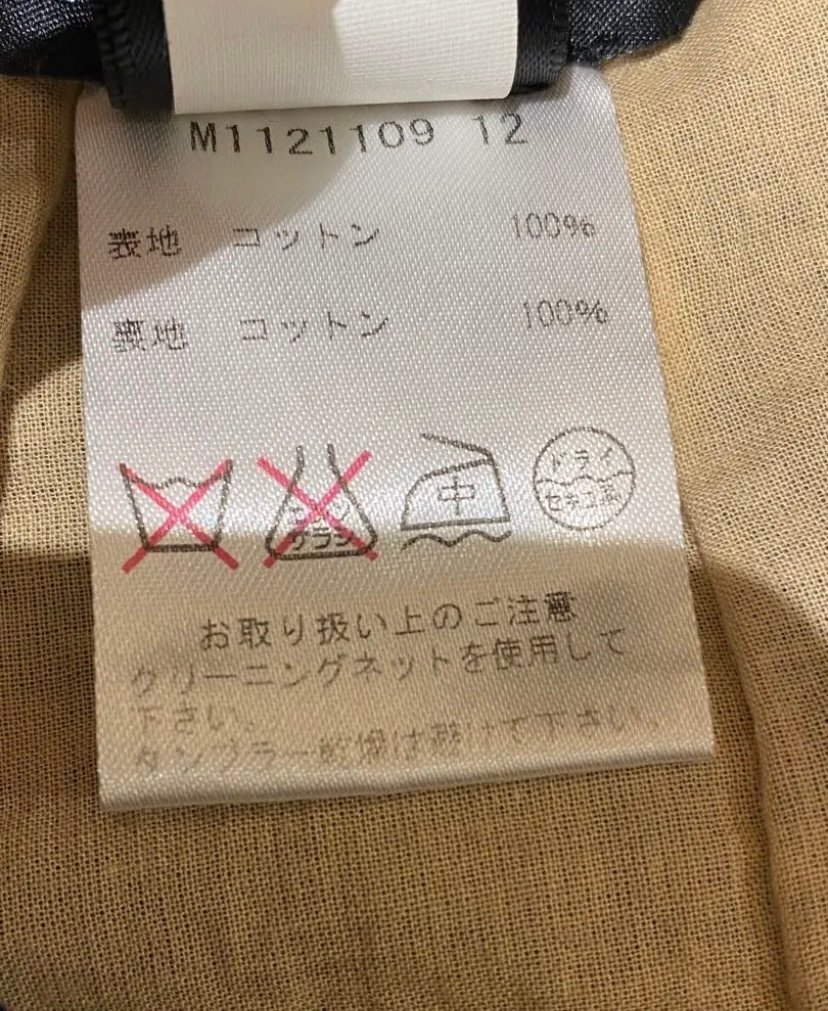 M1121109 12
表地 コットン 100%
裏地 コットン 100%
エンソ
サラシ
中
ドライ
セキユ系
お取り扱い上のご注意
クリーニングネットを使用して
下さい。
タンブラー乾燥は避けて下さい。